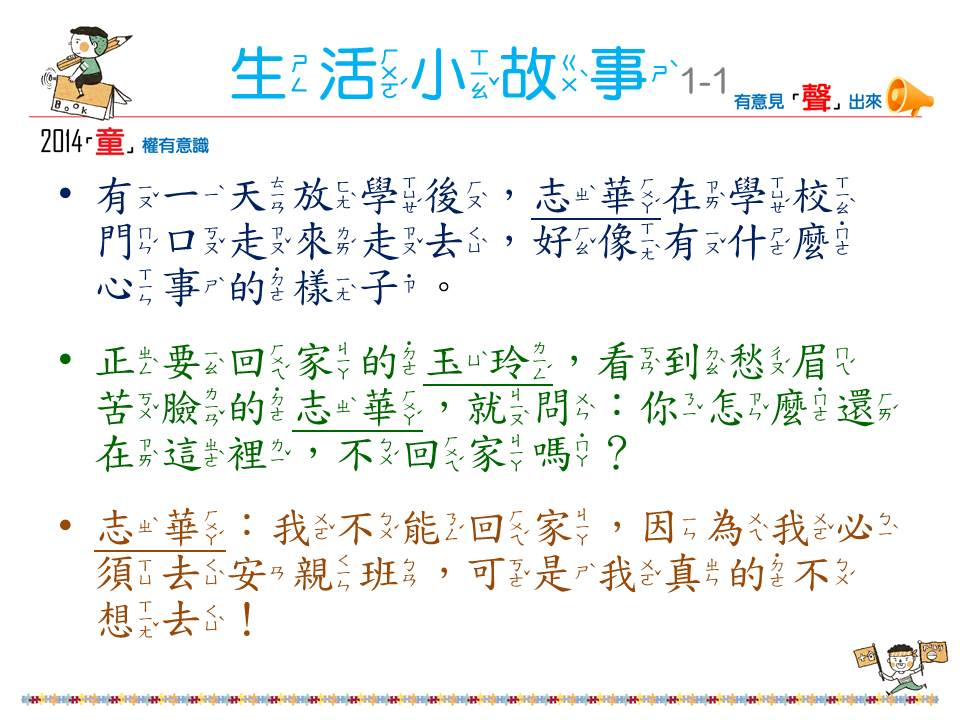 生活小故事 1-1
有意見「聲」出來
Book
2014「童」權有意識
• 有一天放學後，志華在學校
門口走來走去，好像有什麼
心事的樣子。
• 正要回家的玉玲，看到愁眉
苦臉的志華，就問：你怎麼還
在這裡，不回家嗎？
• 志華：我不能回家，因為我必
須去安親班，可是我真的不
想去！